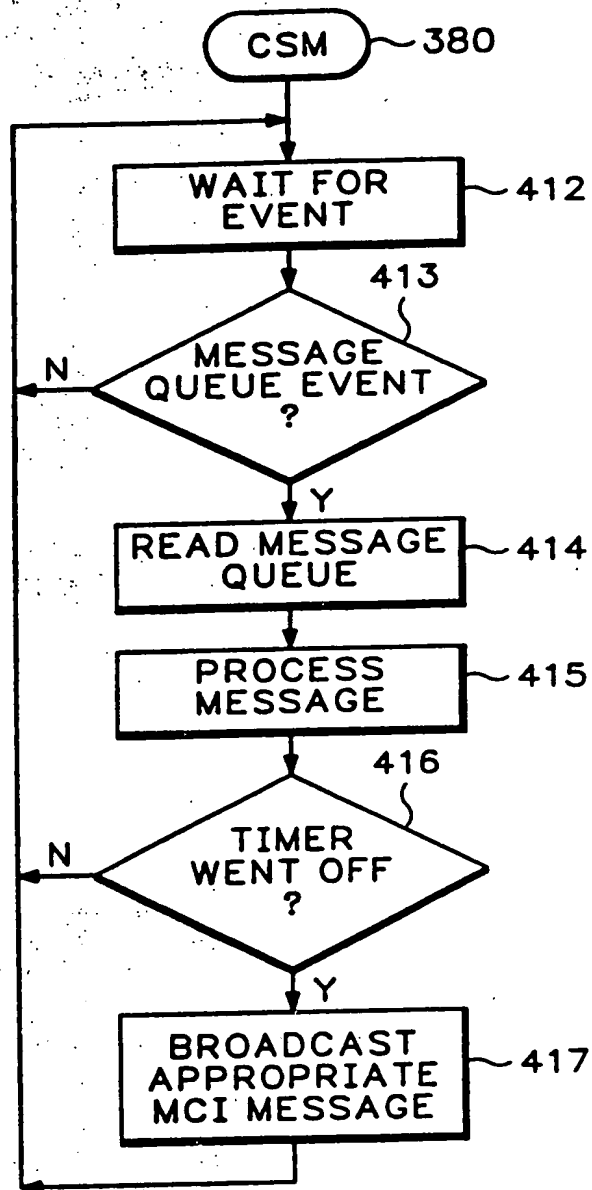 CSM
380
WAIT FOR
EVENT
412
413
MESSAGE
QUEUE EVENT
?
N
Y
READ MESSAGE
QUEUE
414
PROCESS
MESSAGE
415
416
TIMER
WENT OFF
?
N
Y
BROADCAST
APPROPRIATE
MCI MESSAGE
417